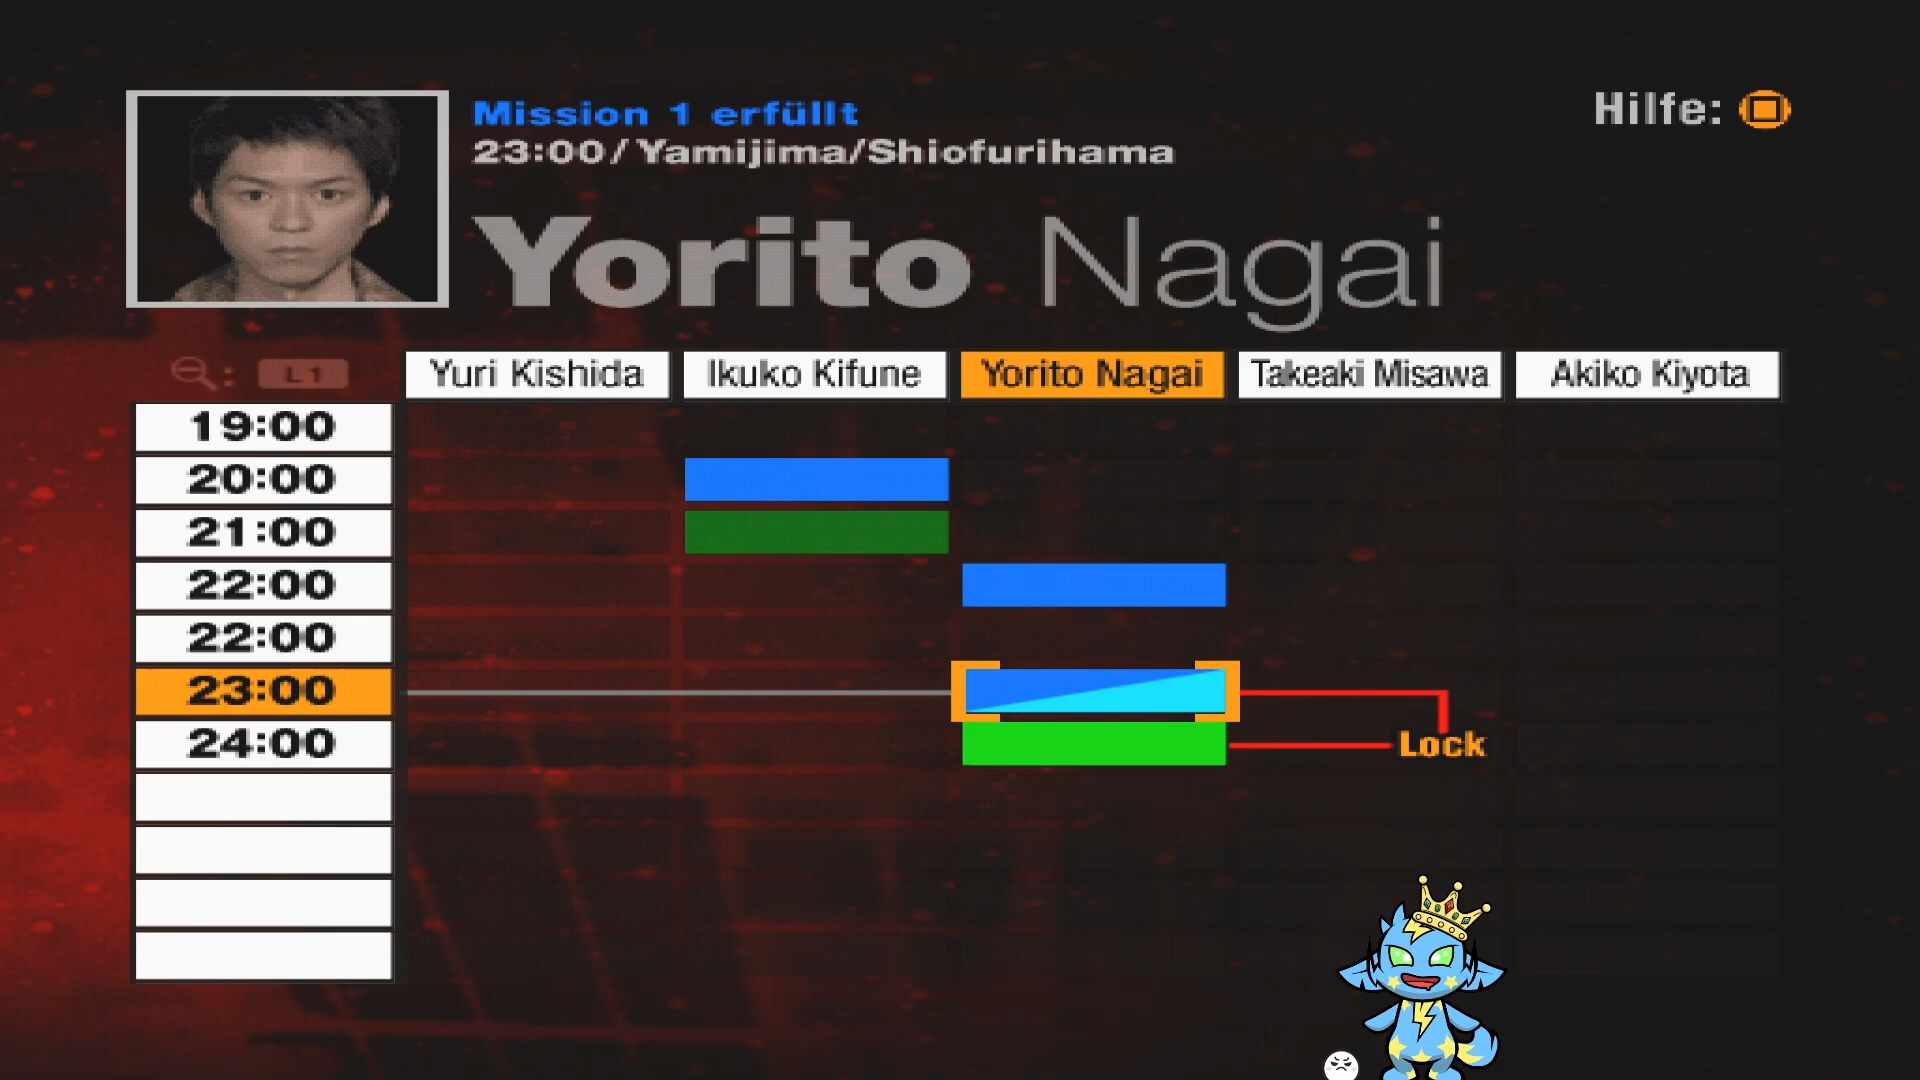 Mission 1 erfüllt
23:00/Yamijima/Shiofurihama
Hilfe:
Yorito Nagai
L1
Yuri Kishida
Ikuko Kifune
Yorito Nagai
Takeaki Misawa
Akiko Kiyota
19:00
20:00
21:00
22:00
22:00
23:00
24:00
Lock